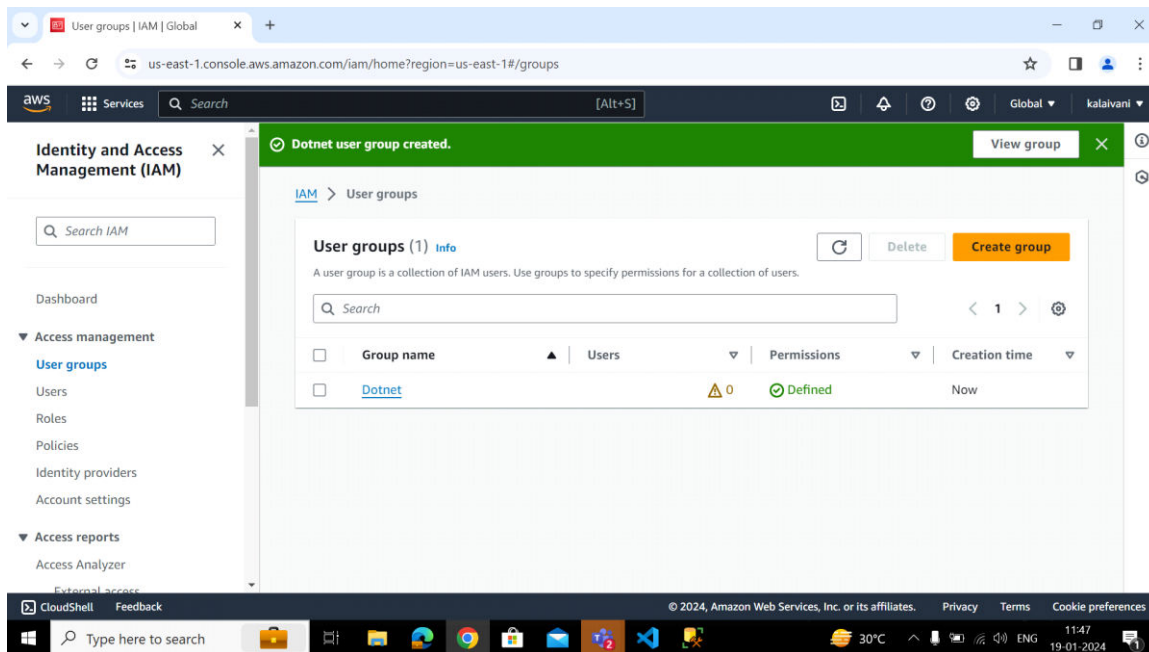 User groups | IAM | Global
us-east-1.console.aws.amazon.com/iam/home?region=us-east-1#/groups
aws
Services
Search
[Alt+S]
Global
kalaivani
Identity and Access
Management (IAM)
Search IAM
Dashboard
Access management
User groups
Users
Roles
Policies
Identity providers
Account settings
Access reports
Access Analyzer
External access
Dotnet user group created.
View group
IAM > User groups
User groups (1) Info
Delete
Create group
A user group is a collection of IAM users. Use groups to specify permissions for a collection of users.
Search
1
Group name Users Permissions Creation time
Dotnet 0 Defined Now
CloudShell Feedback
© 2024, Amazon Web Services, Inc. or its affiliates. Privacy Terms Cookie preferences
Type here to search
2
30°C
ENG
11:47
19-01-2024
1